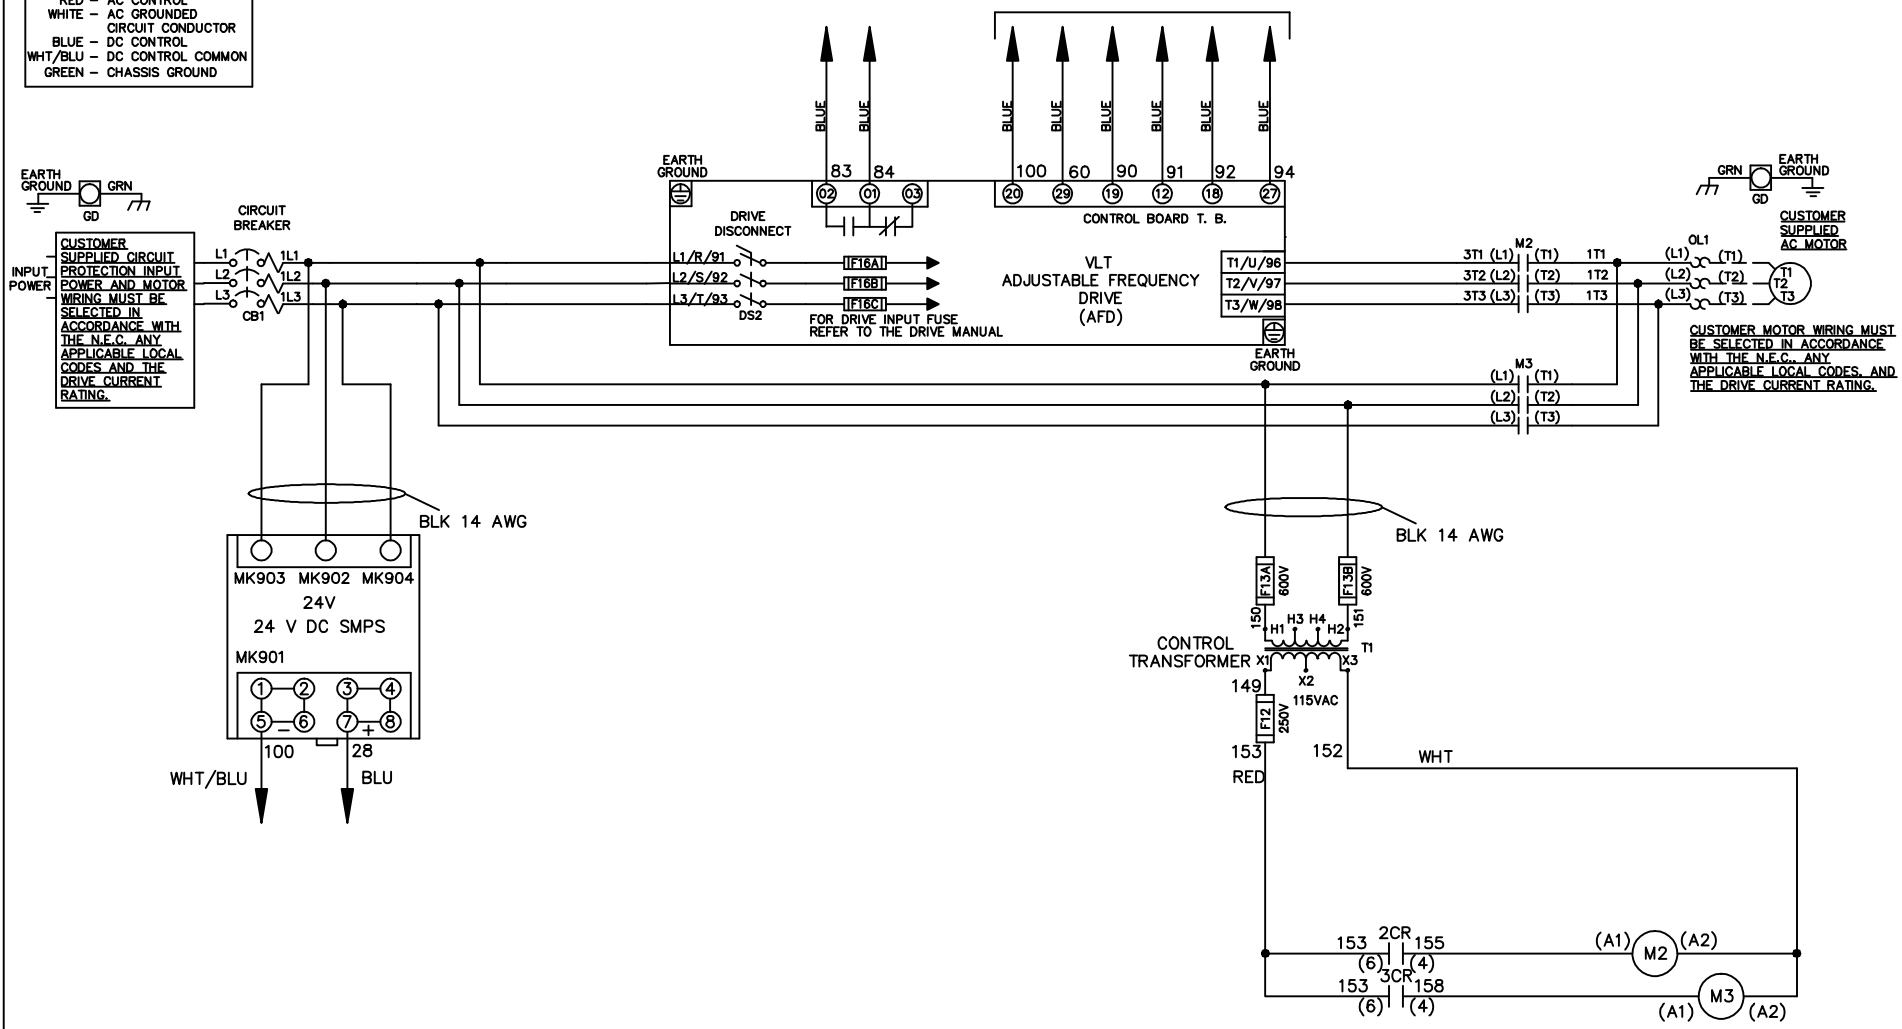 RED – AC CONTROL
WHITE – AC GROUNDED
CIRCUIT CONDUCTOR
BLUE – DC CONTROL
WHT/BLU – DC CONTROL COMMON
GREEN – CHASSIS GROUND
BLUE
BLUE
BLUE
BLUE
BLUE
BLUE
BLUE
BLUE
EARTH
GROUND
GRN
GD
CIRCUIT
BREAKER
CUSTOMER
SUPPLIED CIRCUIT
PROTECTION INPUT
POWER AND MOTOR
WIRING MUST BE
SELECTED IN
ACCORDANCE WITH
THE N.E.C. ANY
APPLICABLE LOCAL
CODES AND THE
DRIVE CURRENT
RATING.
INPUT
POWER
L1 1L1
L2 1L2
L3 1L3
CB1
EARTH
GROUND
83 84
02 01 03
100 60 90 91 92 94
20 29 19 12 18 27
CONTROL BOARD T. B.
DRIVE
DISCONNECT
L1/R/91
L2/S/92
L3/T/93
DS2
F16A
F16B
F16C
FOR DRIVE INPUT FUSE
REFER TO THE DRIVE MANUAL
VLT
ADJUSTABLE FREQUENCY
DRIVE
(AFD)
T1/U/96
T2/V/97
T3/W/98
EARTH
GROUND
M2
3T1 (L1) (T1) 1T1
3T2 (L2) (T2) 1T2
3T3 (L3) (T3) 1T3
OL1
(L1) (T1)
(L2) (T2)
(L3) (T3)
T1
T2
T3
GRN
EARTH
GROUND
GD
CUSTOMER
SUPPLIED
AC MOTOR
CUSTOMER MOTOR WIRING MUST
BE SELECTED IN ACCORDANCE
WITH THE N.E.C., ANY
APPLICABLE LOCAL CODES, AND
THE DRIVE CURRENT RATING.
M3
(L1) (T1)
(L2) (T2)
(L3) (T3)
BLK 14 AWG
MK903 MK902 MK904
24V
24 V DC SMPS
MK901
1 2 3 4
5 6 7 8
– +
100 28
WHT/BLU BLU
BLK 14 AWG
F13A
600V
F13B
600V
150
151
H1 H3 H4 H2
CONTROL
TRANSFORMER
T1
X1 X2 X3
115VAC
149
F12
250V
153
RED
152
WHT
2CR
153 155
(6) (4)
(A1) M2 (A2)
3CR
153 158
(6) (4)
(A1) M3 (A2)